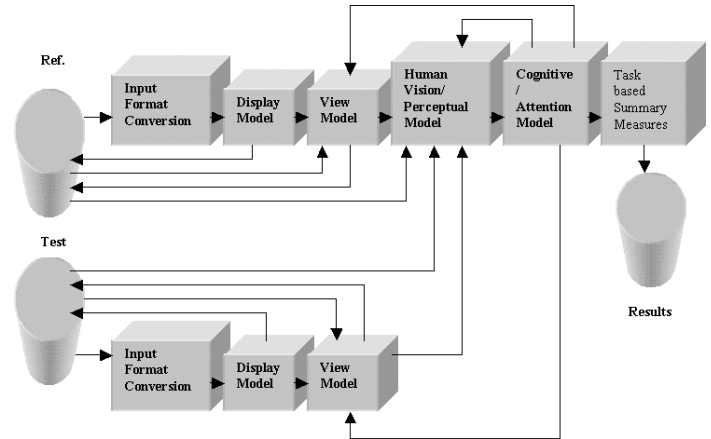 Ref.
Input
Format
Conversion
Display
Model
View
Model
Human
Vision/
Perceptual
Model
Cognitive
/
Attention
Model
Task
based
Summary
Measures
Test
Results
Input
Format
Conversion
Display
Model
View
Model